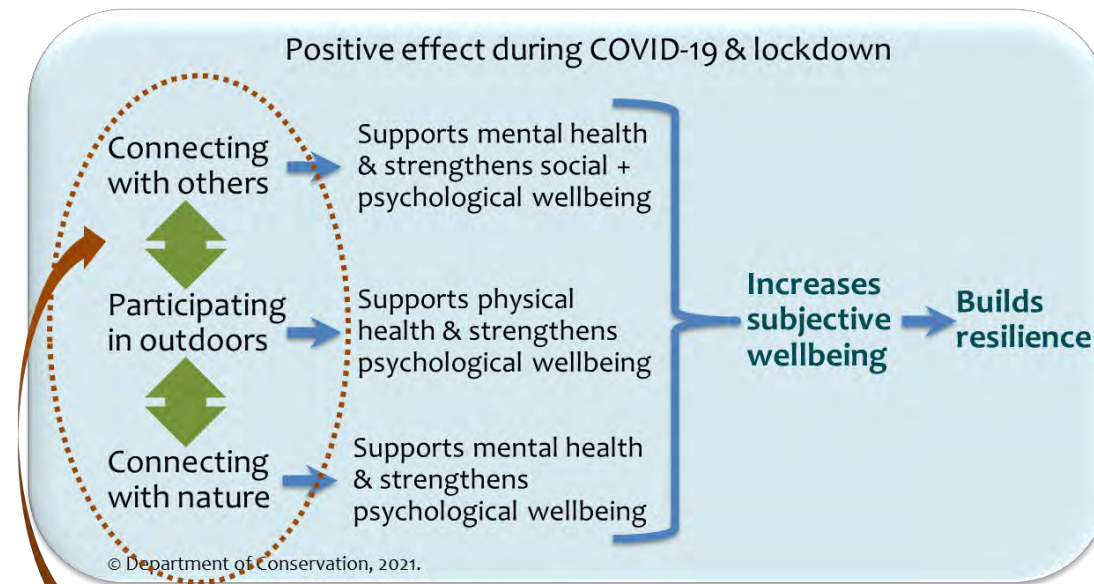 Positive effect during COVID-19 & lockdown
Connecting
with others
Supports mental health
& strengthens social +
psychological wellbeing
Participating
in outdoors
Supports physical
health & strengthens
psychological wellbeing
Connecting
with nature
Supports mental health
& strengthens
psychological wellbeing
Increases
subjective
wellbeing
Builds
resilience
© Department of Conservation, 2021.